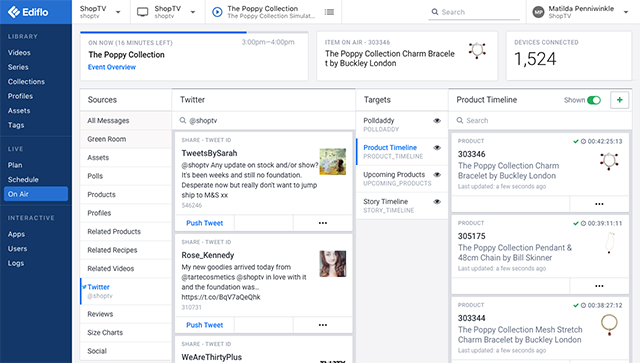 Ediflo
ShopTV
shoptv
ShopTV
shoptv
The Poppy Collection
The Poppy Collection Simulat...
Search
MP
Matilda Penniwinkle
ShopTV
LIBRARY
Videos
Series
Collections
Profiles
Assets
Tags
LIVE
Plan
Schedule
On Air
INTERACTIVE
Apps
Users
Logs
ON NOW (16 MINUTES LEFT)
3:00pm—4:00pm
The Poppy Collection
Event Overview
ITEM ON AIR - 303346
The Poppy Collection Charm Bracele
t by Buckley London
DEVICES CONNECTED
1,524
Sources
All Messages
Green Room
Assets
Polls
Products
Profiles
Related Products
Related Recipes
Related Videos
Twitter
@shoptv
Reviews
Size Charts
Social
Twitter
@shoptv
SHARE - TWEET ID
TweetsBySarah
@shoptv Any update on stock and/or show?
It's been weeks and still no foundation.
Desperate now but really don't want to jump
ship to M&S xx
546246
Push Tweet
SHARE - TWEET ID
Rose_Kennedy
My new goodies arrived today from
@tartecosmetics @shoptv in love with it
and the foundation was...
https://t.co/BqV7aQeQhk
310731
Push Tweet
SHARE - TWEET ID
WeAreThirtyPlus
Targets
Polldaddy
POLLDADDY
Product Timeline
PRODUCT_TIMELINE
Upcoming Products
UPCOMING_PRODUCTS
Story Timeline
STORY_TIMELINE
Product Timeline
Shown
Search
PRODUCT
00:42:25:13
303346
The Poppy Collection Charm
Bracelet by Buckley London
Last updated: a few seconds ago
PRODUCT
00:39:11:11
305175
The Poppy Collection Pendant &
48cm Chain by Bill Skinner
Last updated: a few seconds ago
PRODUCT
00:38:27:12
303344
The Poppy Collection Mesh Stretch
Charm Bracelet by Buckley London